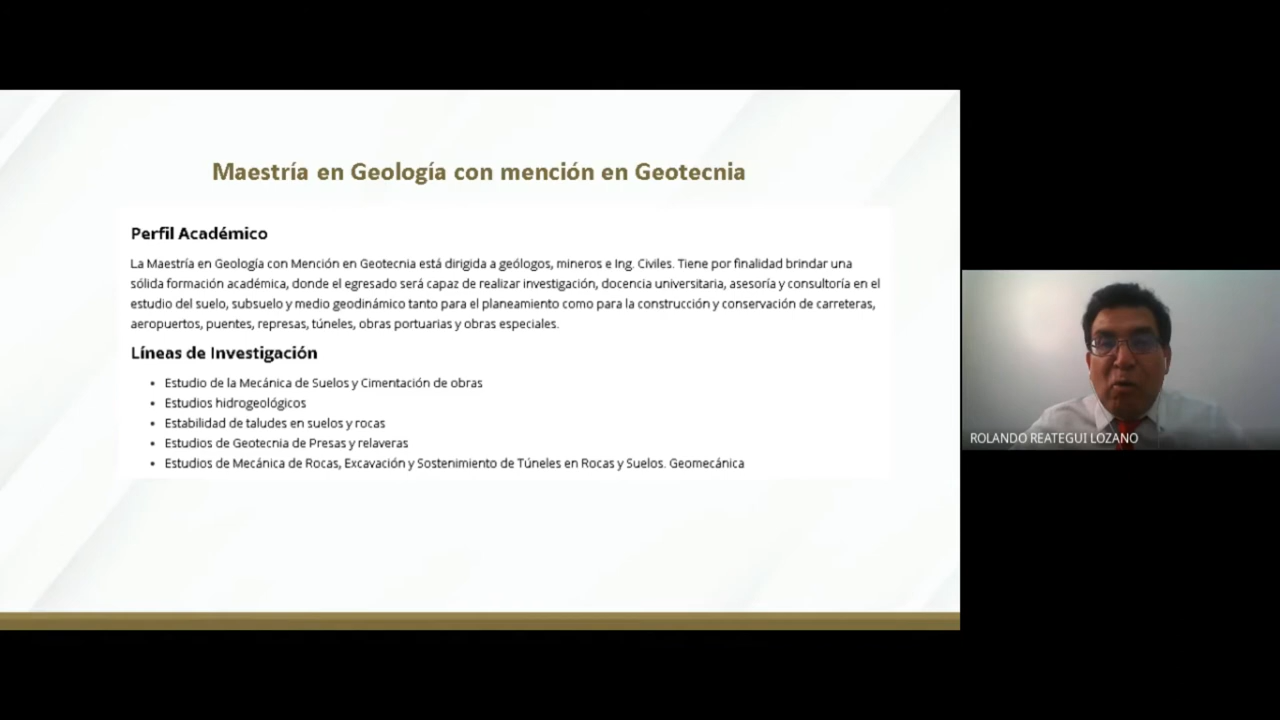 Maestría en Geología con mención en Geotecnia
Perfil Académico
La Maestría en Geología con Mención en Geotecnia está dirigida a geólogos, mineros e Ing. Civiles. Tiene por finalidad brindar una
sólida formación académica, donde el egresado será capaz de realizar investigación, docencia universitaria, asesoría y consultoría en el
estudio del suelo, subsuelo y medio geodinámico tanto para el planeamiento como para la construcción y conservación de carreteras,
aeropuertos, puentes, represas, túneles, obras portuarias y obras especiales.
Líneas de Investigación
• Estudio de la Mecánica de Suelos y Cimentación de obras
• Estudios hidrogeológicos
• Estabilidad de taludes en suelos y rocas
• Estudios de Geotecnia de Presas y relaveras
• Estudios de Mecánica de Rocas, Excavación y Sostenimiento de Túneles en Rocas y Suelos. Geomecánica
ROLANDO REATEGUI LOZANO